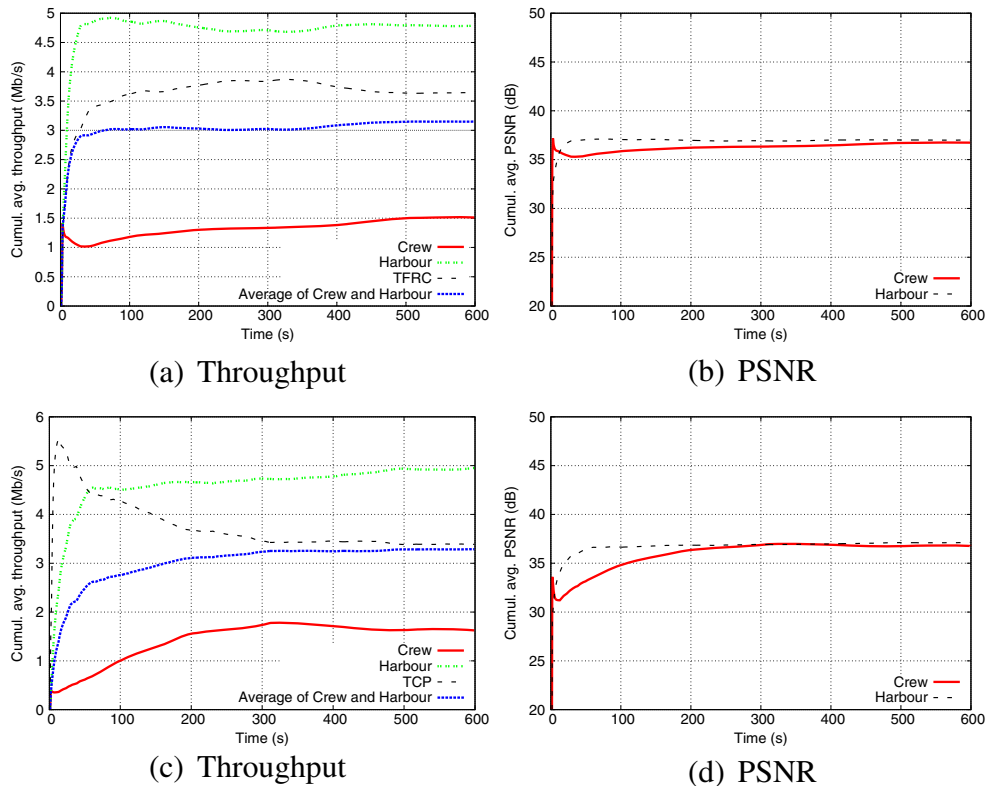 Cumul. avg. throughput (Mb/s)
5
4.5
4
3.5
3
2.5
2
1.5
1
0.5
0
0 100 200 300 400 500 600
Time (s)
Crew
Harbour
TFRC
Average of Crew and Harbour
(a) Throughput
Cumul. avg. PSNR (dB)
50
45
40
35
30
25
20
0 100 200 300 400 500 600
Time (s)
Crew
Harbour
(b) PSNR
Cumul. avg. throughput (Mb/s)
6
5
4
3
2
1
0
0 100 200 300 400 500 600
Time (s)
Crew
Harbour
TCP
Average of Crew and Harbour
(c) Throughput
Cumul. avg. PSNR (dB)
50
45
40
35
30
25
20
0 100 200 300 400 500 600
Time (s)
Crew
Harbour
(d) PSNR